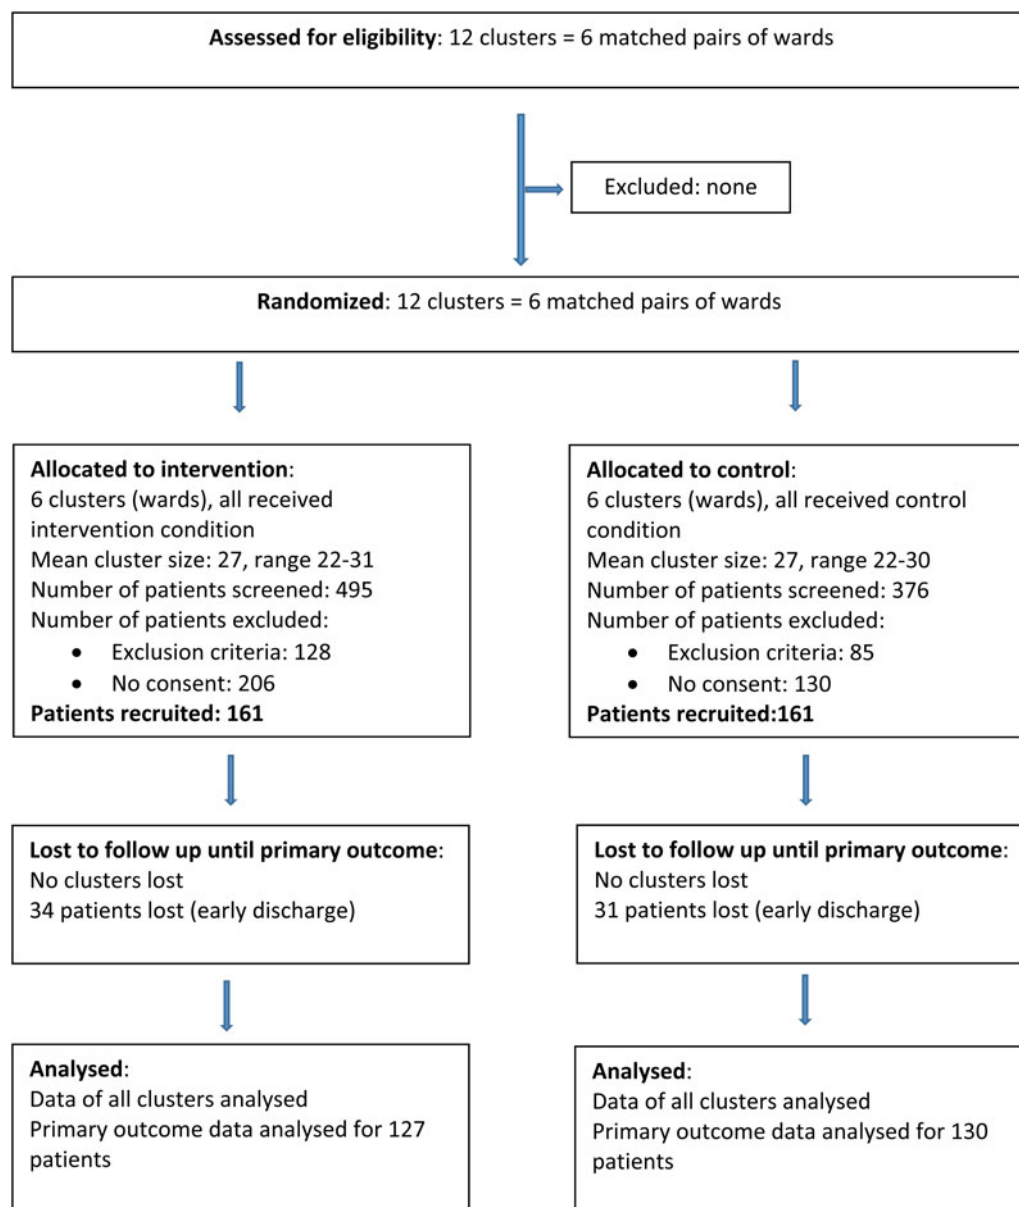 Assessed for eligibility: 12 clusters = 6 matched pairs of wards
Excluded: none
Randomized: 12 clusters = 6 matched pairs of wards
Allocated to intervention:
6 clusters (wards), all received
intervention condition
Mean cluster size: 27, range 22-31
Number of patients screened: 495
Number of patients excluded:
• Exclusion criteria: 128
• No consent: 206
Patients recruited: 161
Allocated to control:
6 clusters (wards), all received control
condition
Mean cluster size: 27, range 22-30
Number of patients screened: 376
Number of patients excluded:
• Exclusion criteria: 85
• No consent: 130
Patients recruited:161
Lost to follow up until primary outcome:
No clusters lost
34 patients lost (early discharge)
Lost to follow up until primary outcome:
No clusters lost
31 patients lost (early discharge)
Analysed:
Data of all clusters analysed
Primary outcome data analysed for 127
patients
Analysed:
Data of all clusters analysed
Primary outcome data analysed for 130
patients